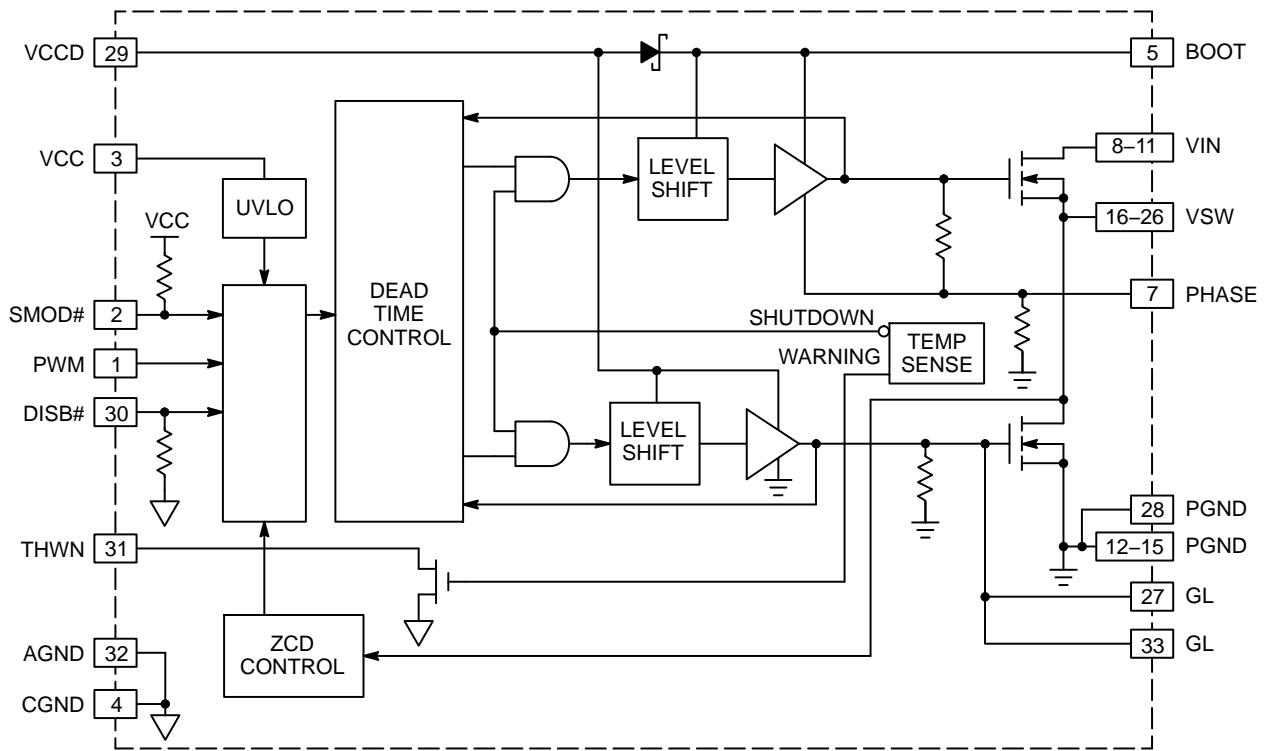 VCCD 29
5 BOOT
VCC 3
LEVEL
SHIFT
8–11 VIN
UVLO
VCC
16–26 VSW
DEAD
TIME
CONTROL
7 PHASE
SMOD# 2
SHUTDOWN
TEMP
SENSE
WARNING
PWM 1
DISB# 30
LEVEL
SHIFT
28 PGND
THWN 31
12–15 PGND
27 GL
ZCD
CONTROL
33 GL
AGND 32
CGND 4